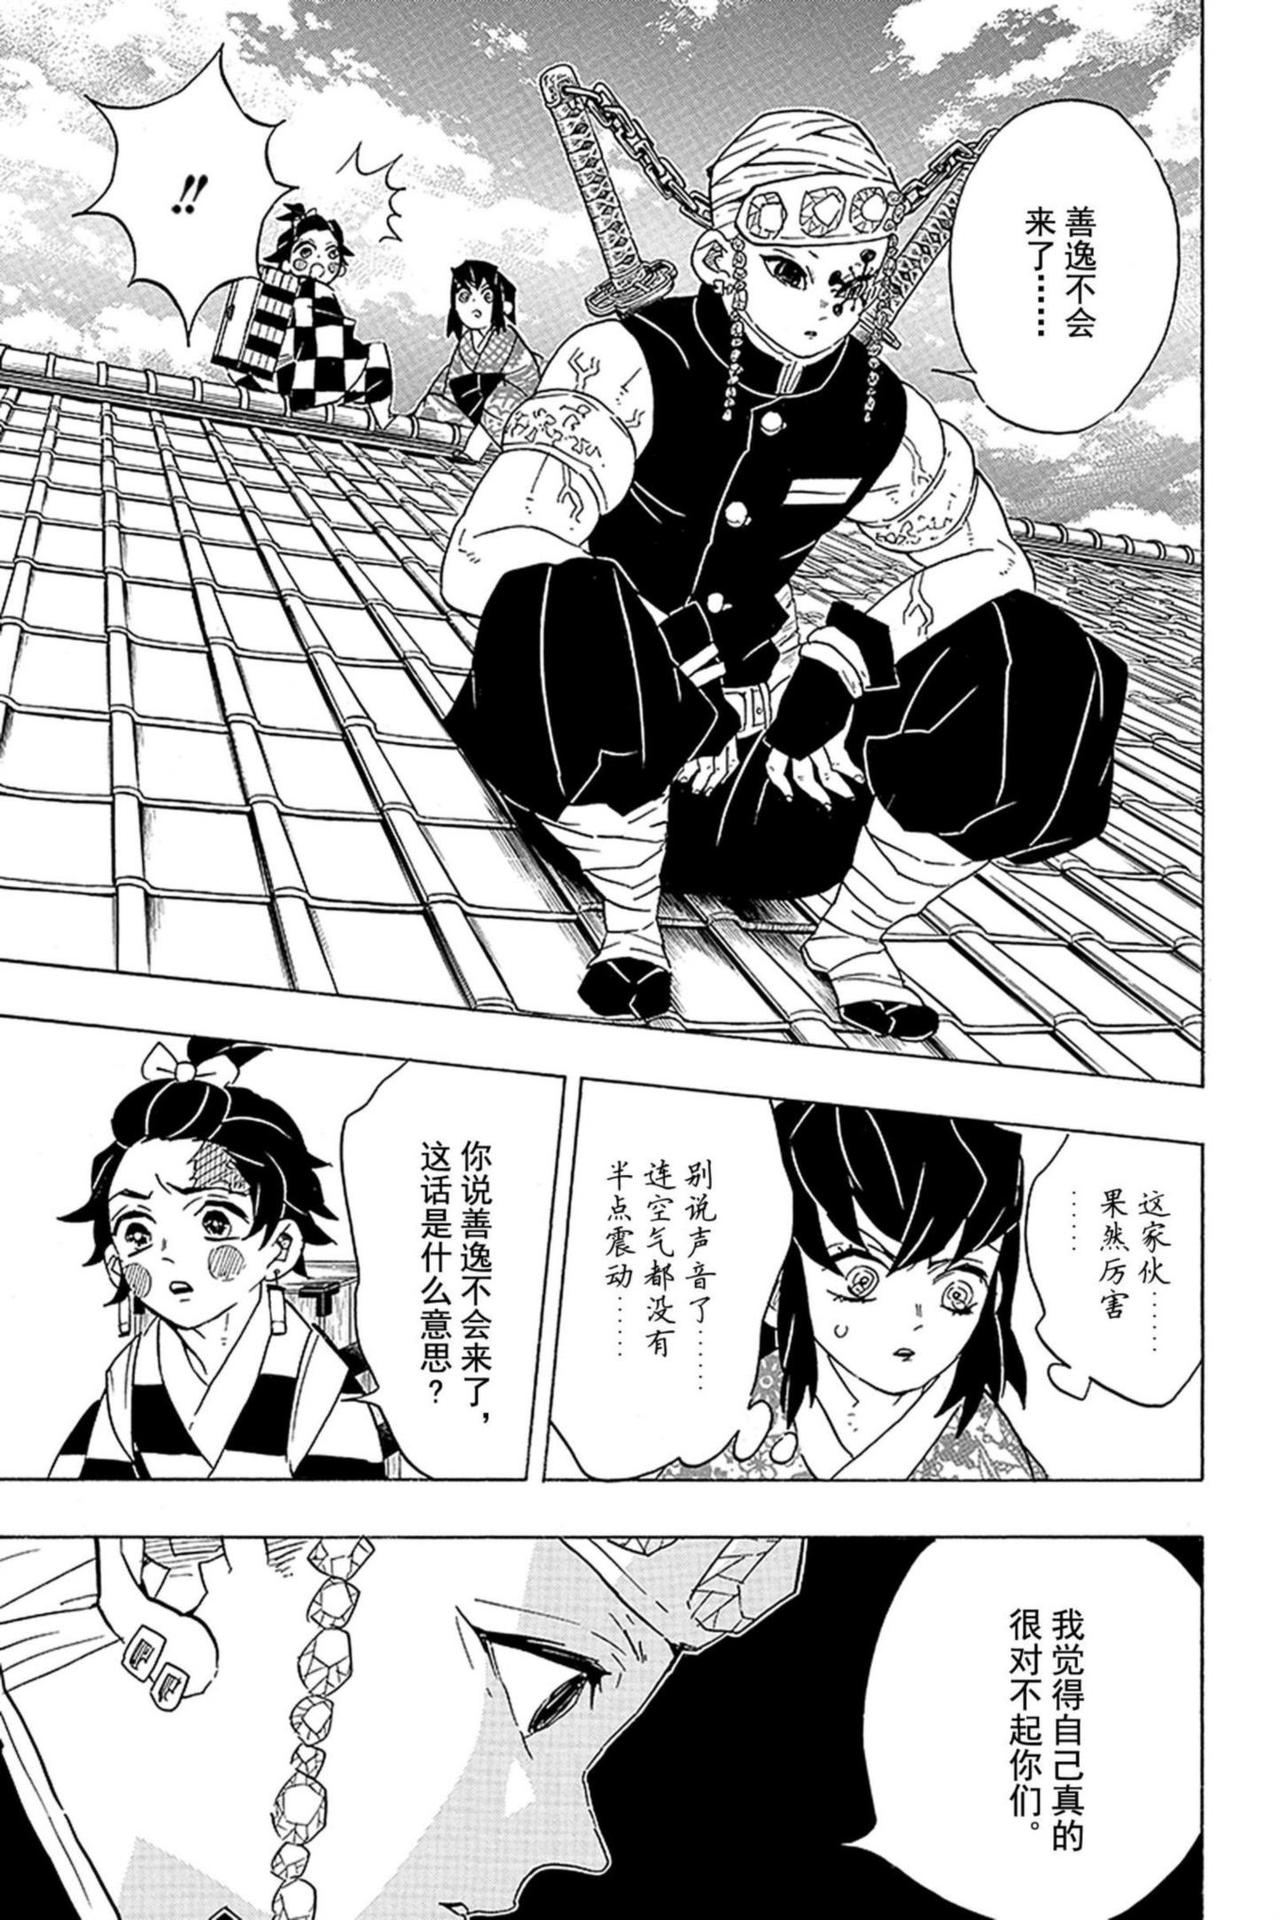 善逸不会
来了……
!!
这家伙……
果然厉害
……
别说声音了……
连空气都没有
半点震动……
你说善逸不会来了，
这话是什么意思？
我觉得自己真的
很对不起你们。